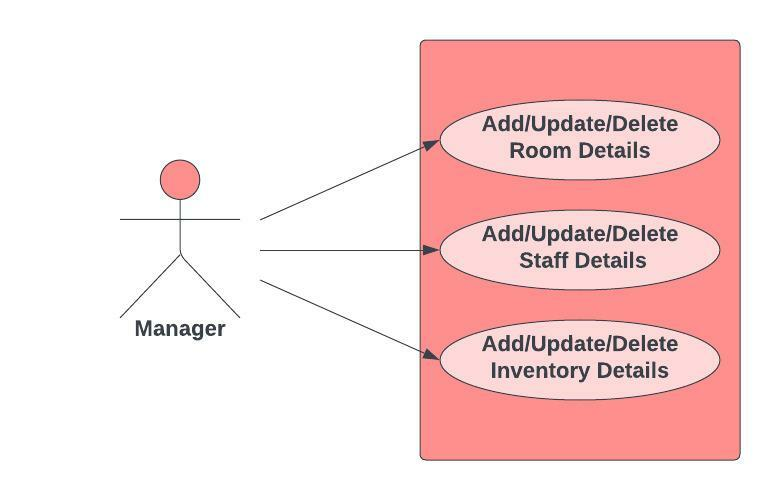 Add/Update/Delete
Room Details
Add/Update/Delete
Staff Details
Manager
Add/Update/Delete
Inventory Details